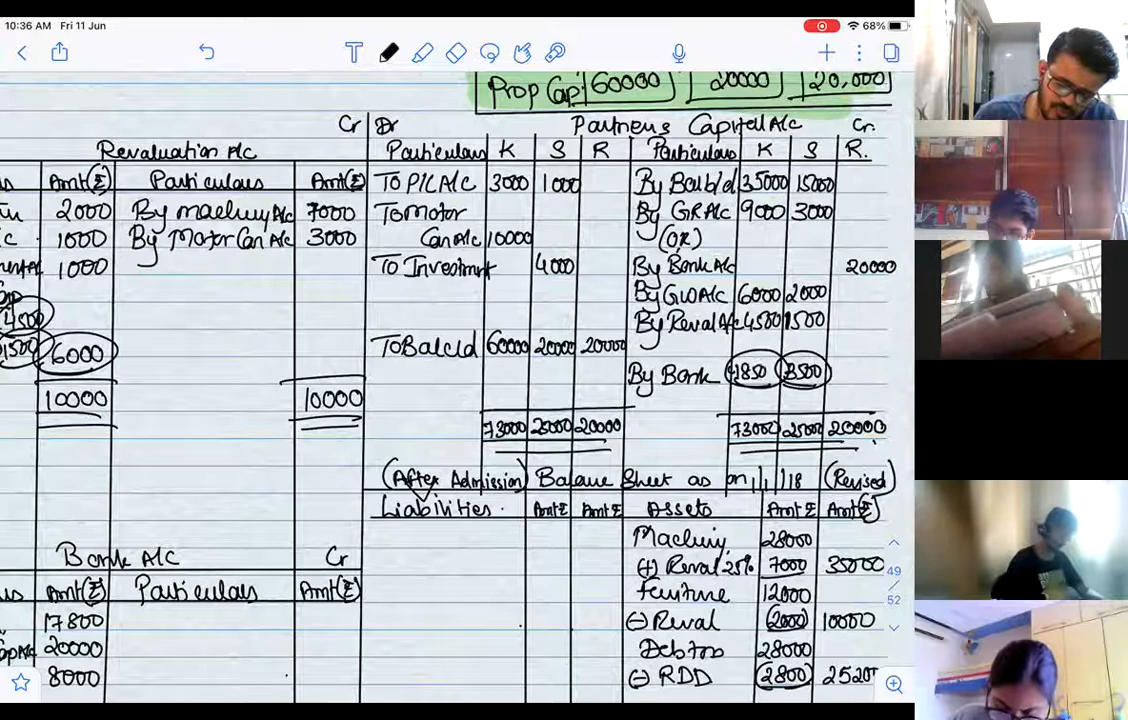 10:36 AM Fri 11 Jun
68%
T
Prop Cap 60000 20000 20,000
Cr Dr Partners Capital A/c Cr.
Revaluation A/c Particulars K S R Particulars K S R.
Amt(₹) Particulars Amt(₹) To P/L A/c 3000 1000 By Bal b/d 35000 15000
2000 By machinery A/c 7000 To Motor By GR A/c 9000 3000
1000 By Motor Car A/c 3000 Car A/c 10000 (OR)
1000 To Investment 4000 By Bank A/c 20000
By G/W A/c 6000 2000
4500 By Reval A/c 4500 1500
1500 6000 To Bal c/d 60000 20000 20000
By Bank 3500
10000 10000
73000 25000 20000 73000 25000 20000
(After Admission) Balance Sheet as on 1/1/18 (Revised)
Liabilities. Amt₹ Amt₹ Assets Amt₹ Amt(₹)
Machiny 28000
Bank A/c Cr (+) Reval 25% 7000 35000
Amt(₹) Particulars Amt(₹) Furniture 12000
17800 (-) Reval (2000) 10000
20000 Debtors 28000
8000 (-) RDD (2800) 2520
49
/
52